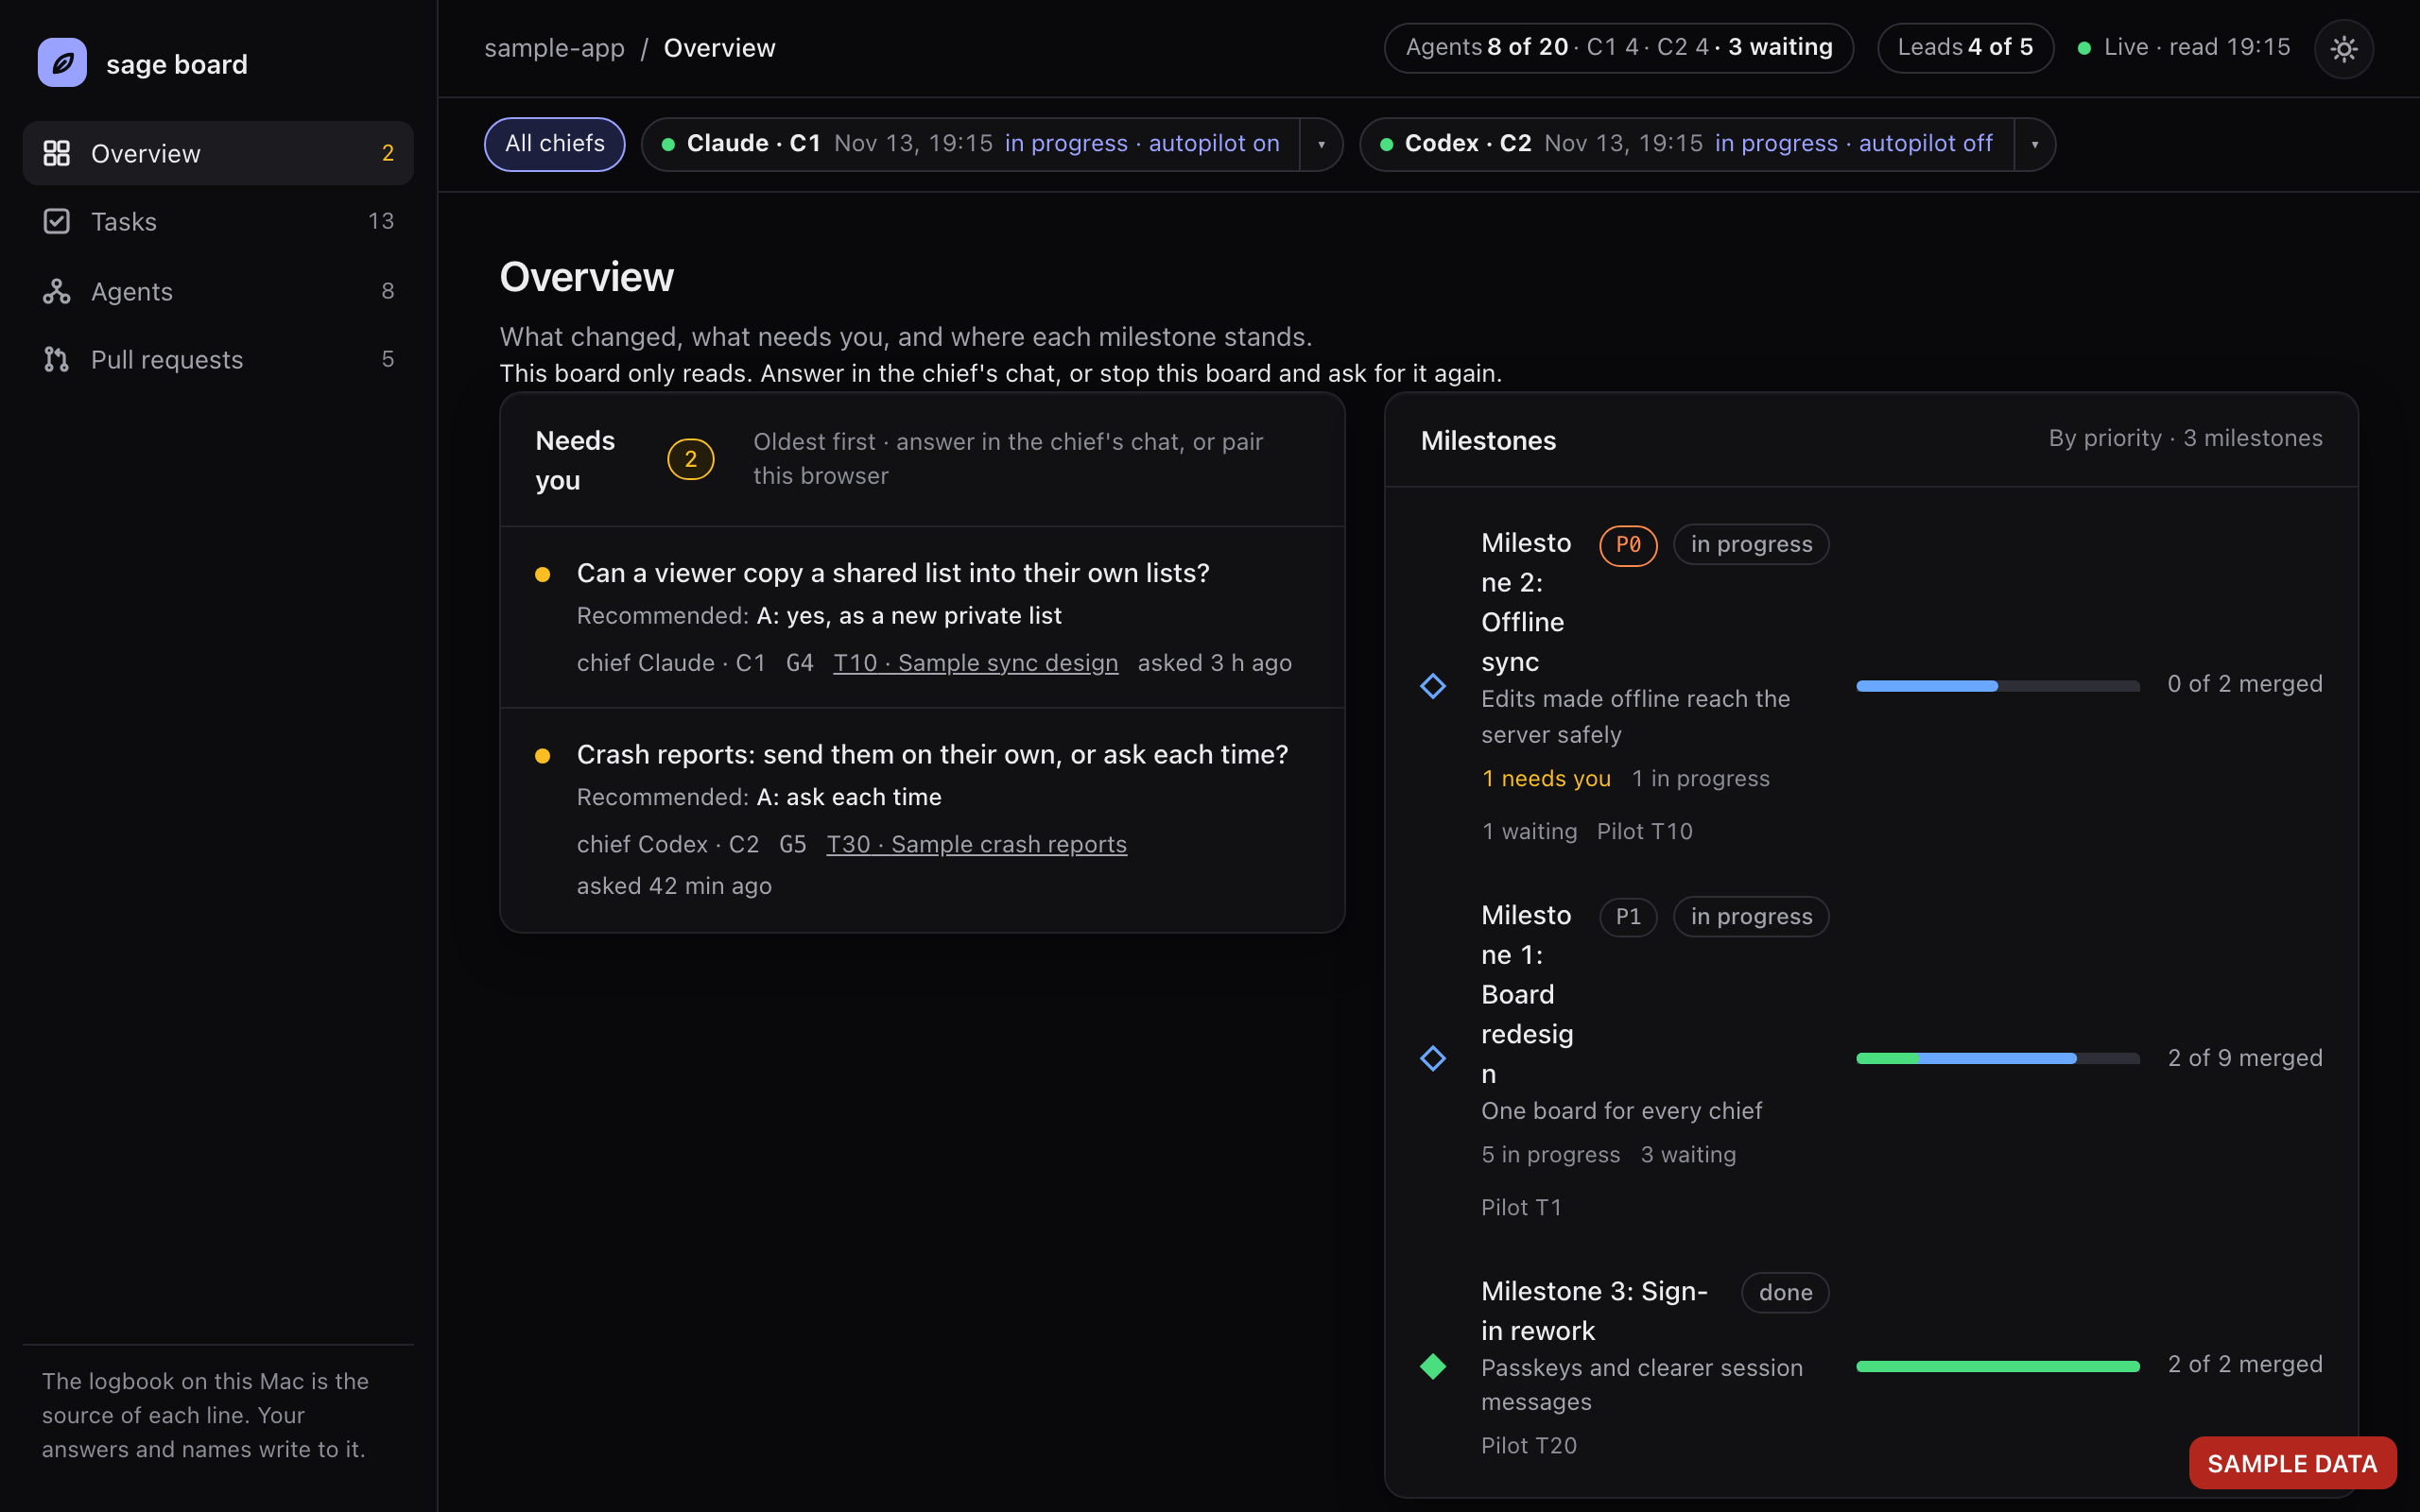 sage board
Overview 2
Tasks 13
Agents 8
Pull requests 5
The logbook on this Mac is the
source of each line. Your
answers and names write to it.
sample-app / Overview
Agents 8 of 20 · C1 4 · C2 4 · 3 waiting
Leads 4 of 5
Live · read 19:15
All chiefs
Claude · C1 Nov 13, 19:15 in progress · autopilot on
Codex · C2 Nov 13, 19:15 in progress · autopilot off
Overview
What changed, what needs you, and where each milestone stands.
This board only reads. Answer in the chief's chat, or stop this board and ask for it again.
Needs
you
2
Oldest first · answer in the chief's chat, or pair
this browser
Can a viewer copy a shared list into their own lists?
Recommended: A: yes, as a new private list
chief Claude · C1 G4 T10 · Sample sync design asked 3 h ago
Crash reports: send them on their own, or ask each time?
Recommended: A: ask each time
chief Codex · C2 G5 T30 · Sample crash reports
asked 42 min ago
Milestones
By priority · 3 milestones
Milesto
ne 2:
Offline
sync
P0 in progress
Edits made offline reach the
server safely
1 needs you 1 in progress
1 waiting Pilot T10
0 of 2 merged
Milesto
ne 1:
Board
redesig
n
P1 in progress
One board for every chief
5 in progress 3 waiting
Pilot T1
2 of 9 merged
Milestone 3: Sign-
in rework
done
Passkeys and clearer session
messages
Pilot T20
2 of 2 merged
SAMPLE DATA